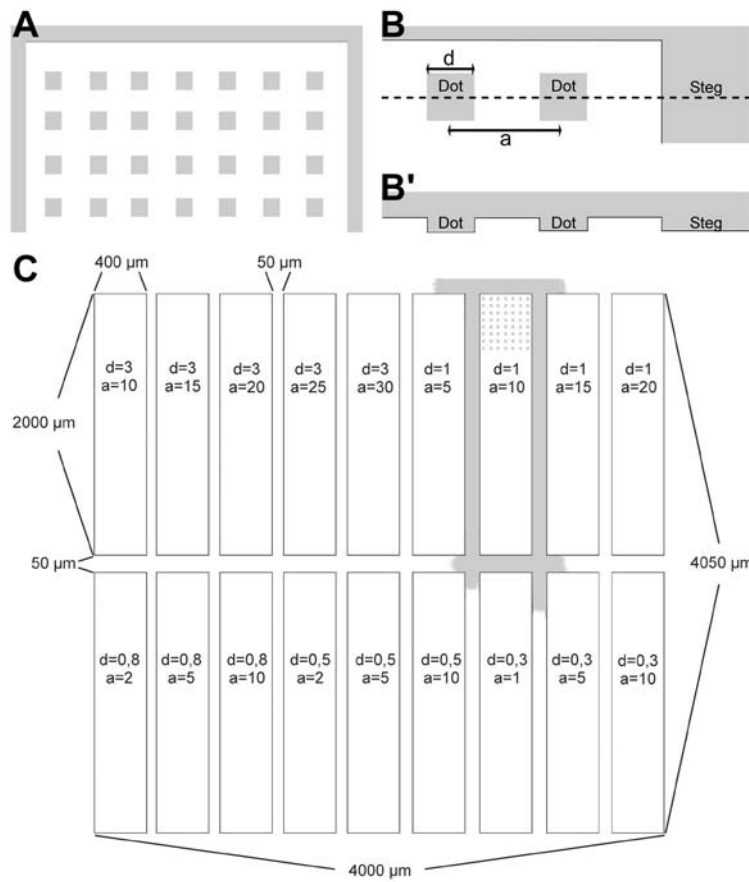 A
B
d
Dot
Dot
Steg
a
B'
Dot
Dot
Steg
C
400 µm
50 µm
d=3
a=10
d=3
a=15
d=3
a=20
d=3
a=25
d=3
a=30
d=1
a=5
d=1
a=10
d=1
a=15
d=1
a=20
2000 µm
50 µm
4050 µm
d=0,8
a=2
d=0,8
a=5
d=0,8
a=10
d=0,5
a=2
d=0,5
a=5
d=0,5
a=10
d=0,3
a=1
d=0,3
a=5
d=0,3
a=10
4000 µm